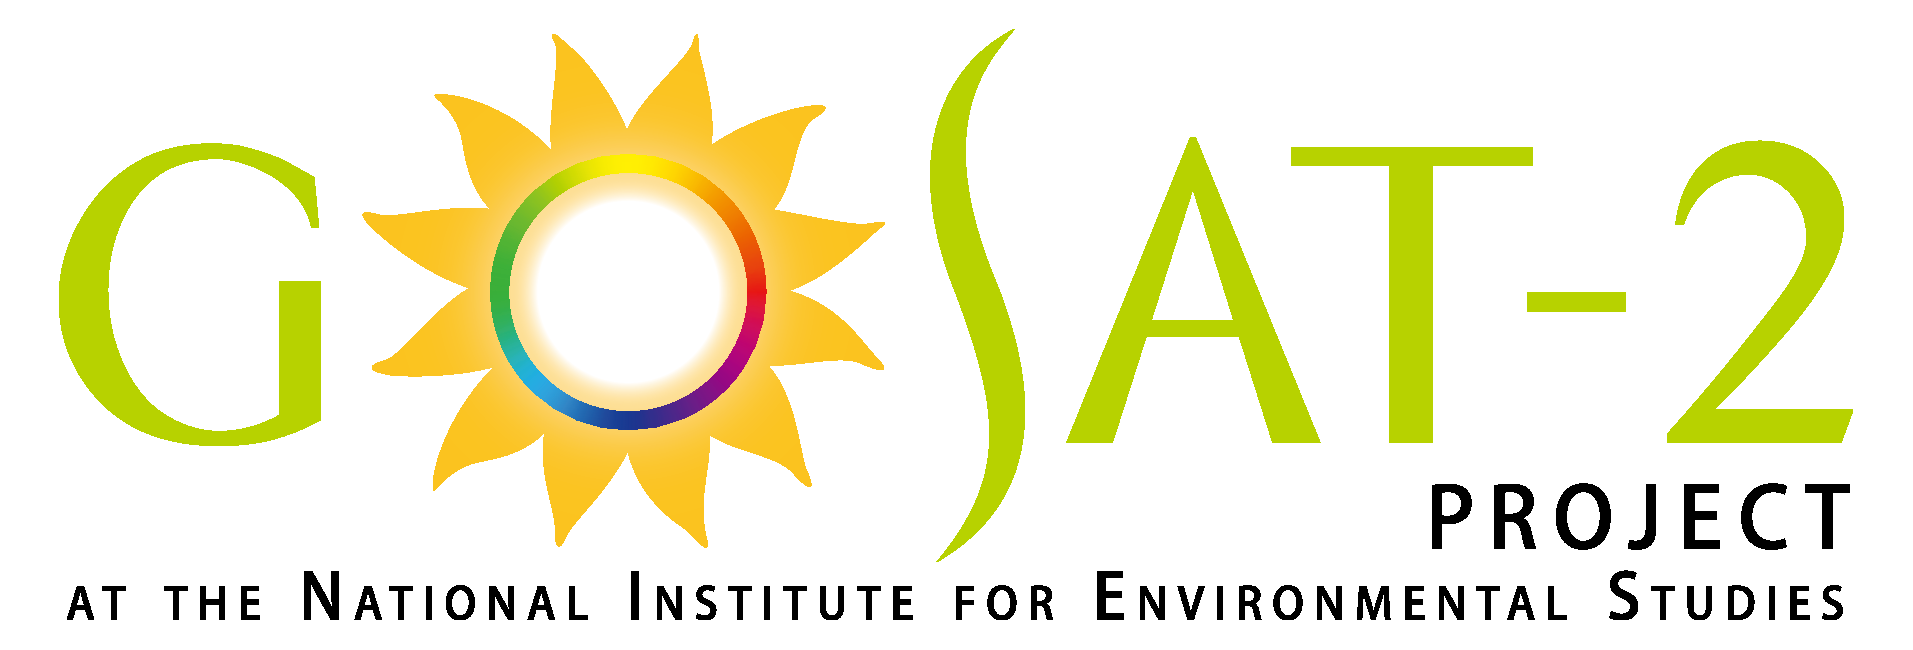 GOSAT-2
PROJECT
AT THE NATIONAL INSTITUTE FOR ENVIRONMENTAL STUDIES